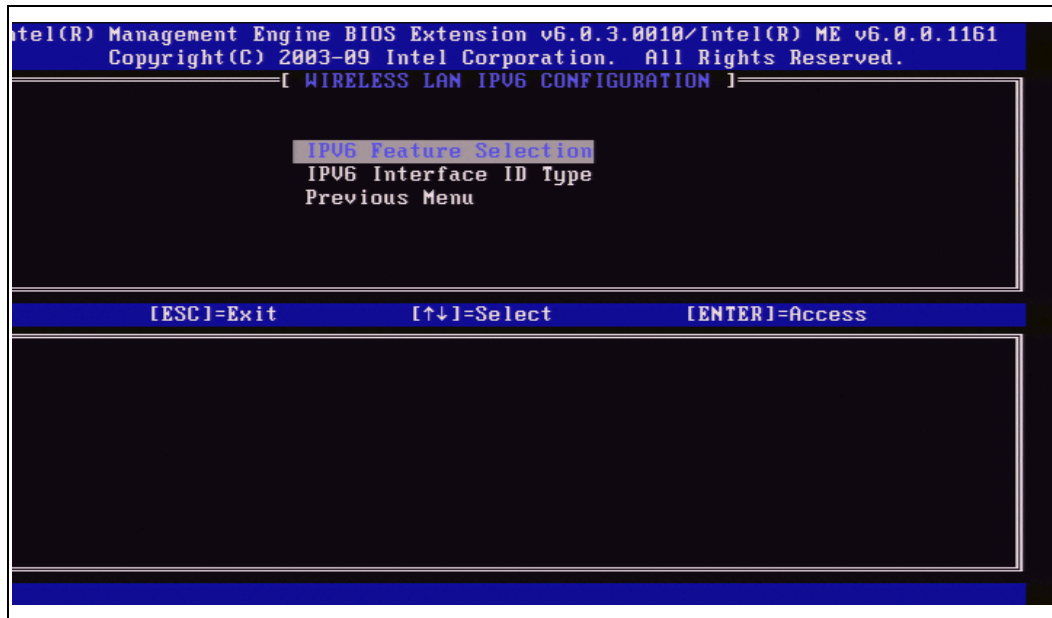 ntel(R) Management Engine BIOS Extension v6.0.3.0010/Intel(R) ME v6.0.0.1161
Copyright(C) 2003-09 Intel Corporation. All Rights Reserved.
[ WIRELESS LAN IPV6 CONFIGURATION ]
IPV6 Feature Selection
IPV6 Interface ID Type
Previous Menu
[ESC]=Exit [↑↓]=Select [ENTER]=Access